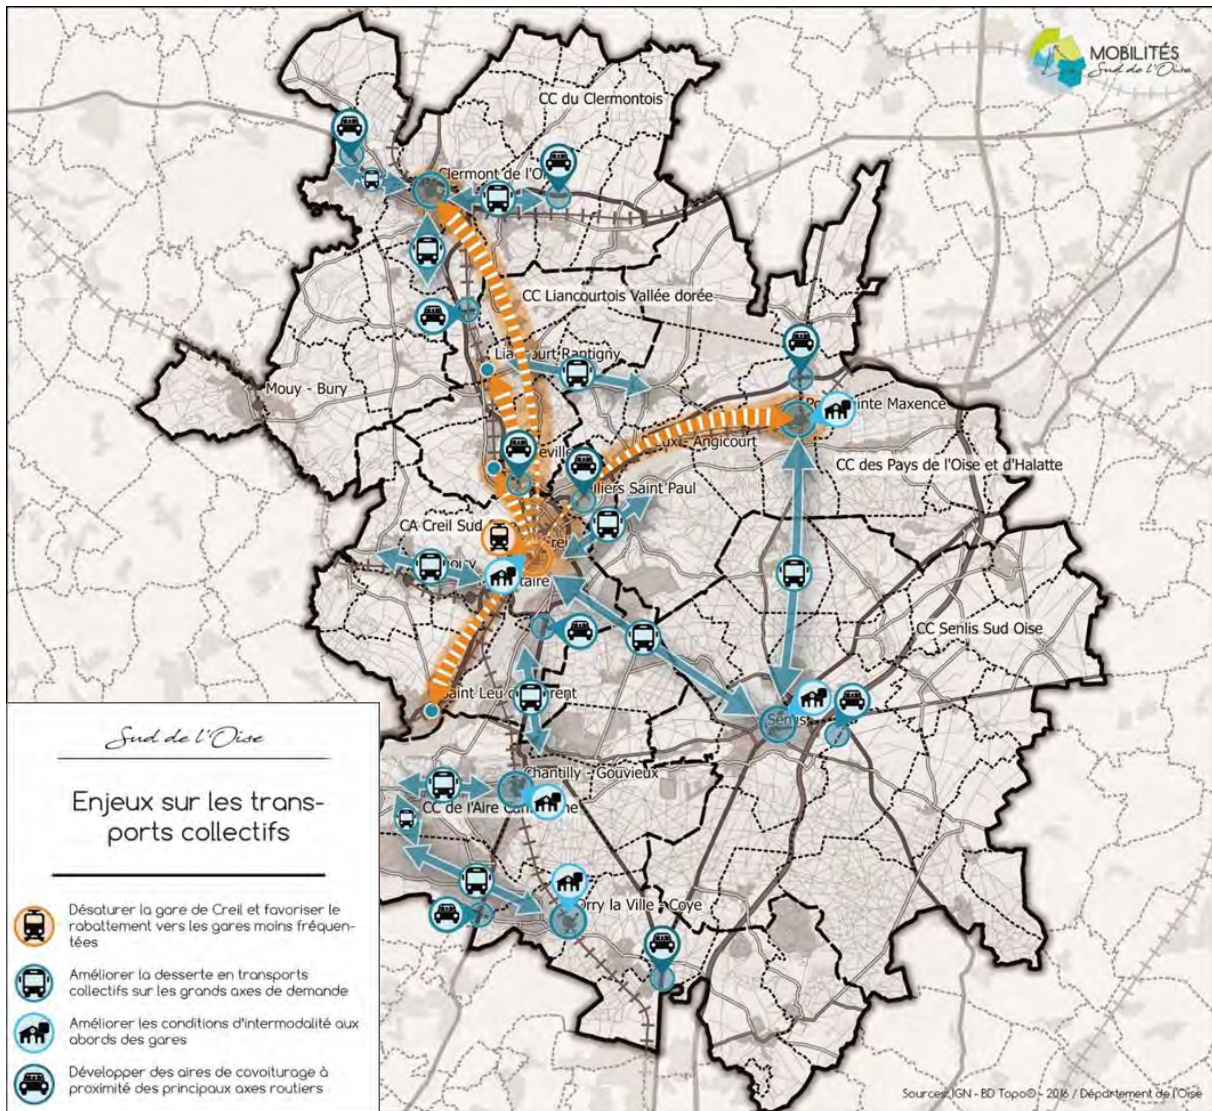 MOBILITÉS
Sud de l'Oise
CC du Clermontois
Clermont de l'O
CC Liancourtois Vallée dorée
Liancourt Rantigny
Mouy - Bury
Sainte Maxence
Angicourt
CC des Pays de l'Oise et d'Halatte
illiers Saint Paul
CA Creil Sud
CC Senlis Sud Oise
Saint Leu d'Esserent
Senlis
Chantilly - Gouvieux
CC de l'Aire Cantilienne
Orry la Ville - Coye
Sud de l'Oise
Enjeux sur les trans-
ports collectifs
Désaturer la gare de Creil et favoriser le
rabattement vers les gares moins fréquen-
tées
Améliorer la desserte en transports
collectifs sur les grands axes de demande
Améliorer les conditions d'intermodalité aux
abords des gares
Développer des aires de covoiturage à
proximité des principaux axes routiers
Sources: IGN - BD Topo© - 2016 / Département de l'Oise